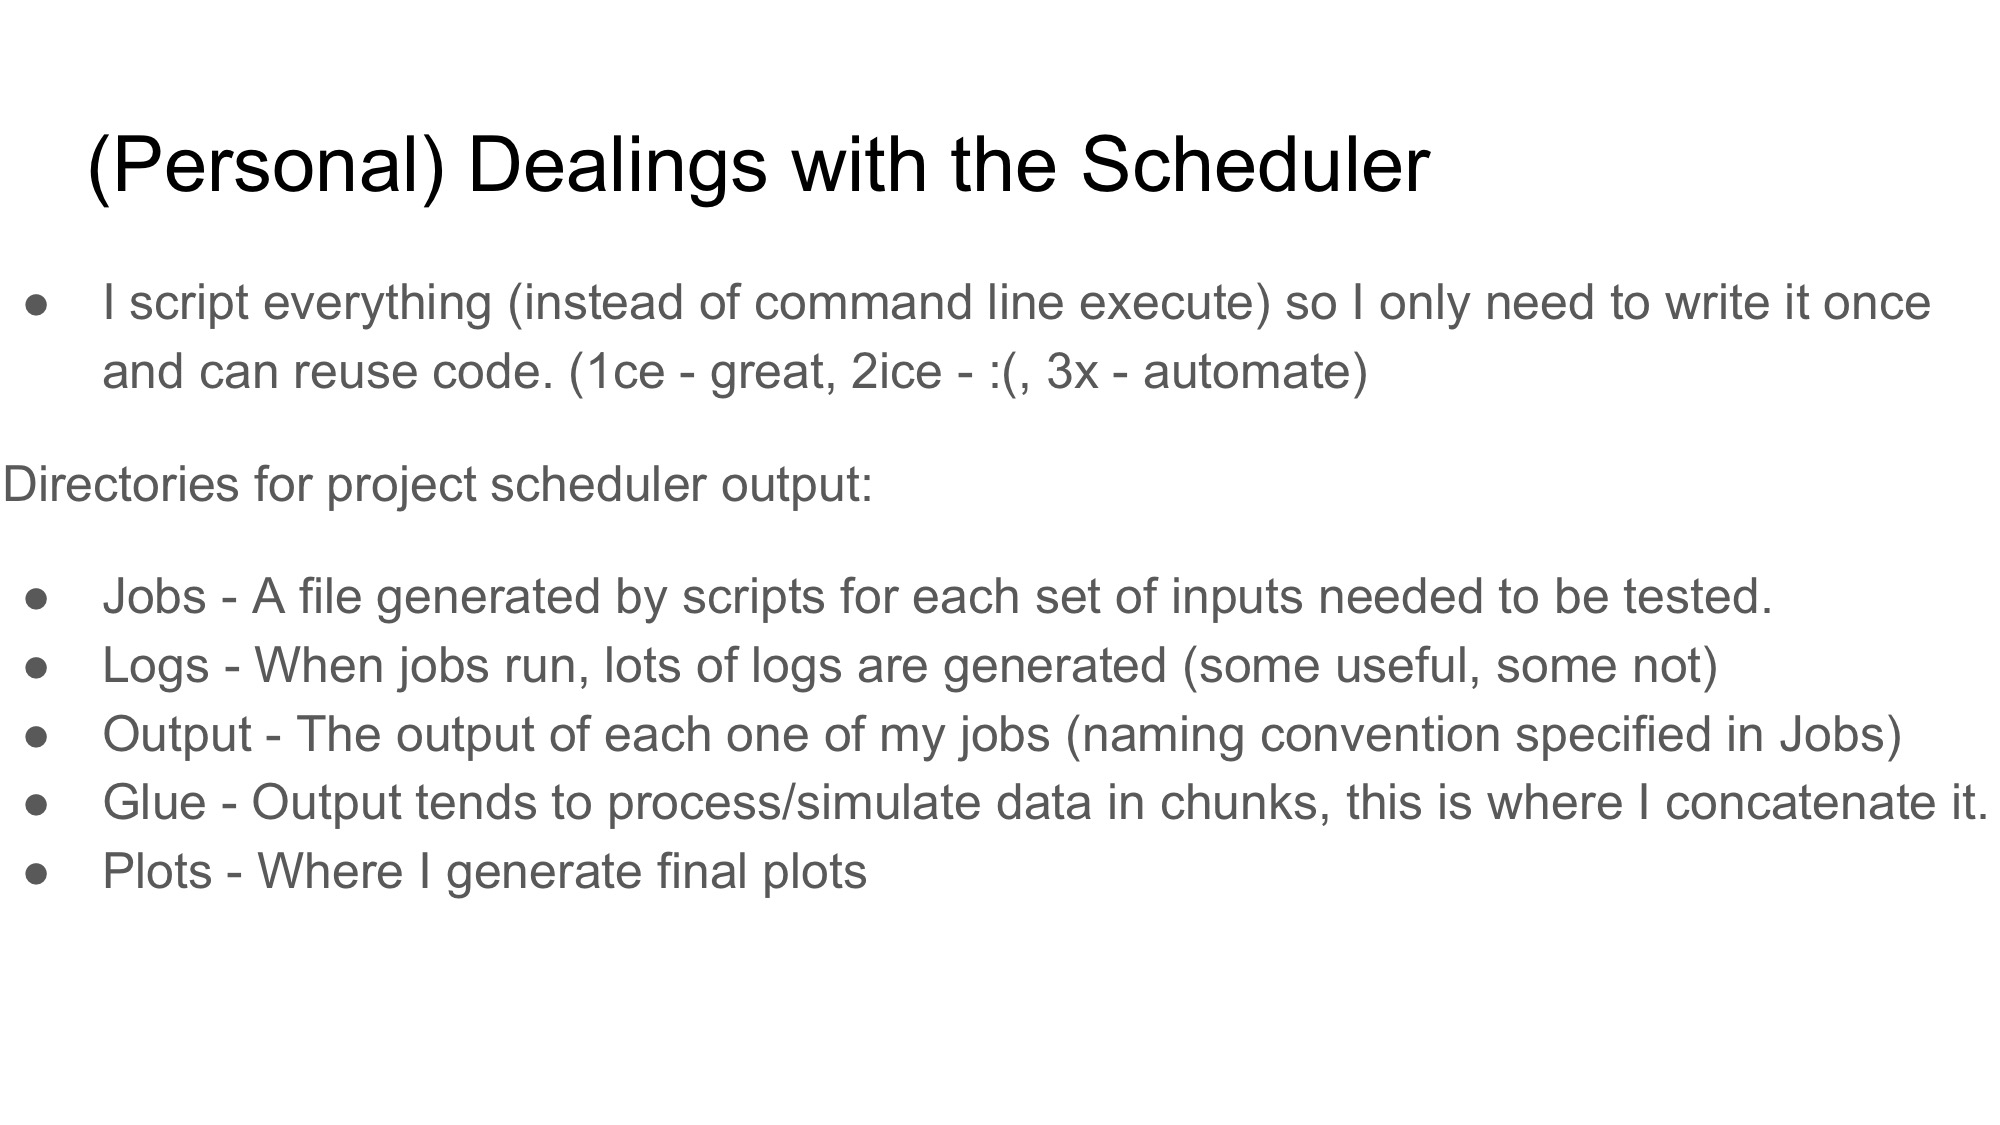 (Personal) Dealings with the Scheduler
● I script everything (instead of command line execute) so I only need to write it once
and can reuse code. (1ce - great, 2ice - :(, 3x - automate)
Directories for project scheduler output:
● Jobs - A file generated by scripts for each set of inputs needed to be tested.
● Logs - When jobs run, lots of logs are generated (some useful, some not)
● Output - The output of each one of my jobs (naming convention specified in Jobs)
● Glue - Output tends to process/simulate data in chunks, this is where I concatenate it.
● Plots - Where I generate final plots